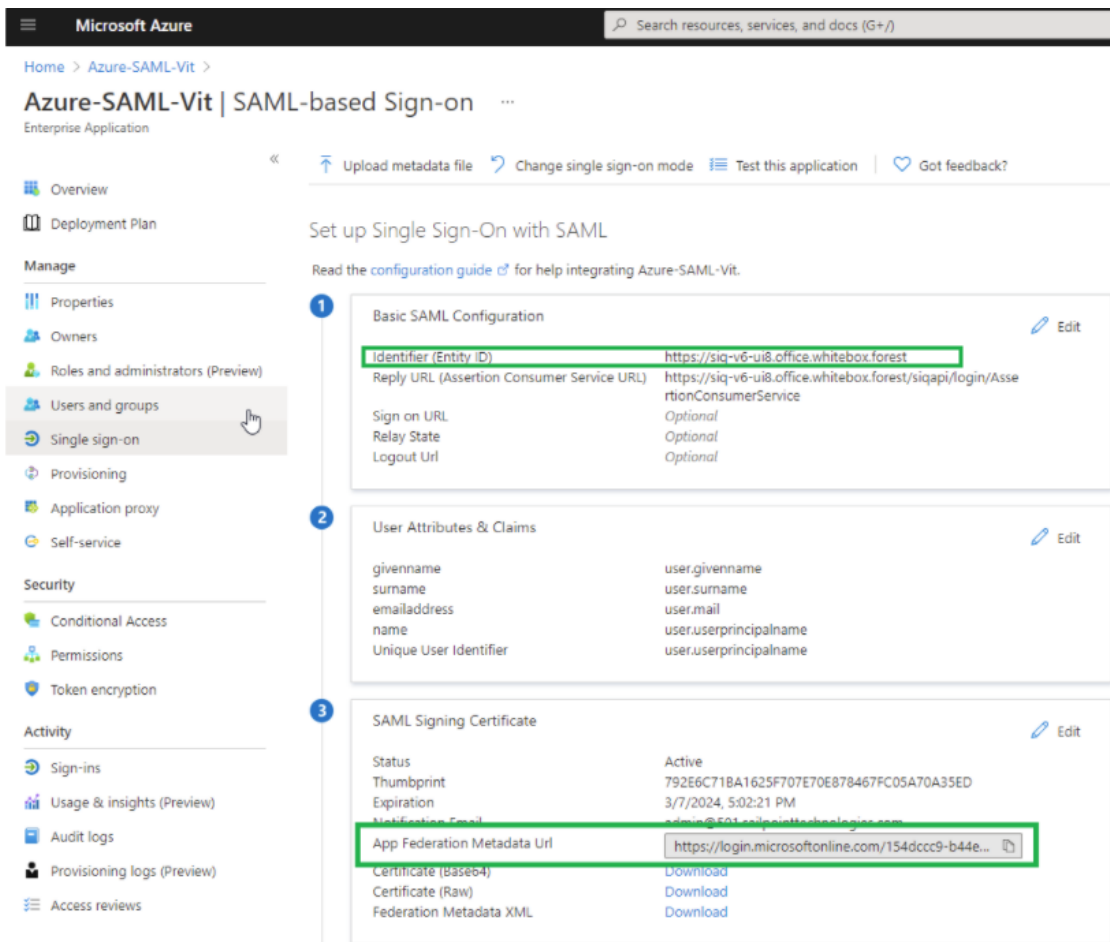 Microsoft Azure
Search resources, services, and docs (G+/)
Home > Azure-SAML-Vit >
Azure-SAML-Vit | SAML-based Sign-on ...
Enterprise Application
«
Upload metadata file Change single sign-on mode Test this application Got feedback?
Overview
Deployment Plan
Manage
Properties
Owners
Roles and administrators (Preview)
Users and groups
Single sign-on
Provisioning
Application proxy
Self-service
Security
Conditional Access
Permissions
Token encryption
Activity
Sign-ins
Usage & insights (Preview)
Audit logs
Provisioning logs (Preview)
Access reviews
Set up Single Sign-On with SAML
Read the configuration guide for help integrating Azure-SAML-Vit.
1
Basic SAML Configuration
Edit
Identifier (Entity ID) https://siq-v6-ui8.office.whitebox.forest
Reply URL (Assertion Consumer Service URL) https://siq-v6-ui8.office.whitebox.forest/siqapi/login/Asse
rtionConsumerService
Sign on URL Optional
Relay State Optional
Logout Url Optional
2
User Attributes & Claims
Edit
givenname user.givenname
surname user.surname
emailaddress user.mail
name user.userprincipalname
Unique User Identifier user.userprincipalname
3
SAML Signing Certificate
Edit
Status Active
Thumbprint 792E6C71BA1625F707E70E878467FC05A70A35ED
Expiration 3/7/2024, 5:02:21 PM
Notification Email
App Federation Metadata Url https://login.microsoftonline.com/154dccc9-b44e...
Certificate (Base64) Download
Certificate (Raw) Download
Federation Metadata XML Download